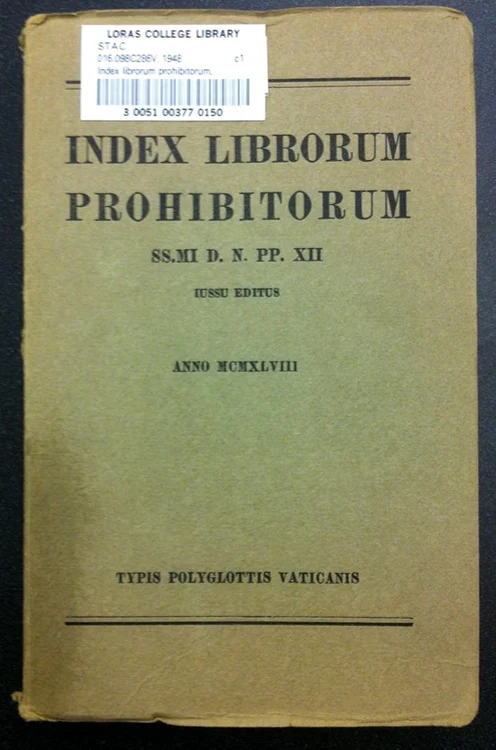 LORAS COLLEGE LIBRARY
STAC
016.098C286V, 1948 c1
Index librorum prohibitorum,
3 0051 00377 0150
INDEX LIBRORUM
PROHIBITORUM
SS.MI D. N. PP. XII
IUSSU EDITUS
ANNO MCMXLVIII
TYPIS POLYGLOTTIS VATICANIS